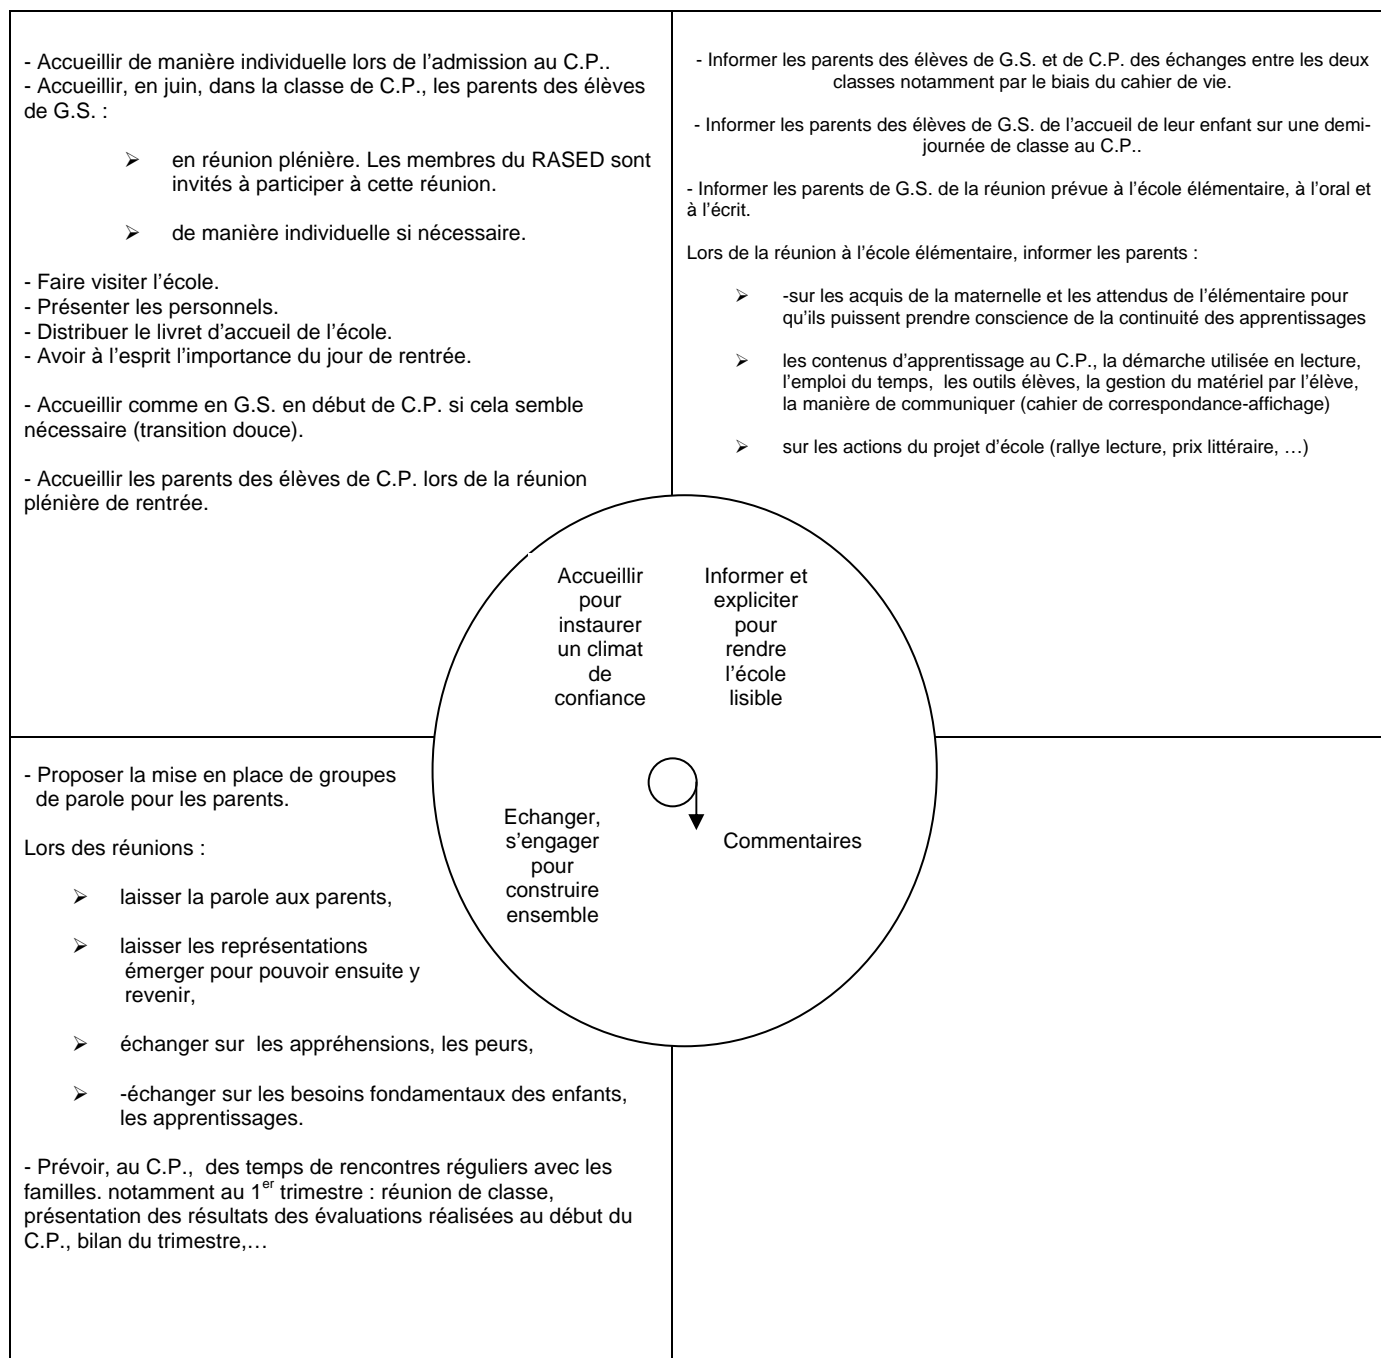 - Accueillir de manière individuelle lors de l'admission au C.P..
- Accueillir, en juin, dans la classe de C.P., les parents des élèves
de G.S. :
➢ en réunion plénière. Les membres du RASED sont
invités à participer à cette réunion.
➢ de manière individuelle si nécessaire.
- Faire visiter l'école.
- Présenter les personnels.
- Distribuer le livret d'accueil de l'école.
- Avoir à l'esprit l'importance du jour de rentrée.
- Accueillir comme en G.S. en début de C.P. si cela semble
nécessaire (transition douce).
- Accueillir les parents des élèves de C.P. lors de la réunion
plénière de rentrée.
- Informer les parents des élèves de G.S. et de C.P. des échanges entre les deux
classes notamment par le biais du cahier de vie.
- Informer les parents des élèves de G.S. de l'accueil de leur enfant sur une demi-
journée de classe au C.P..
- Informer les parents de G.S. de la réunion prévue à l'école élémentaire, à l'oral et
à l'écrit.
Lors de la réunion à l'école élémentaire, informer les parents :
➢ -sur les acquis de la maternelle et les attendus de l'élémentaire pour
qu'ils puissent prendre conscience de la continuité des apprentissages
➢ les contenus d'apprentissage au C.P., la démarche utilisée en lecture,
l'emploi du temps, les outils élèves, la gestion du matériel par l'élève,
la manière de communiquer (cahier de correspondance-affichage)
➢ sur les actions du projet d'école (rallye lecture, prix littéraire, …)
Accueillir
pour
instaurer
un climat
de
confiance
Informer et
expliciter
pour
rendre
l'école
lisible
Echanger,
s'engager
pour
construire
ensemble
Commentaires
- Proposer la mise en place de groupes
de parole pour les parents.
Lors des réunions :
➢ laisser la parole aux parents,
➢ laisser les représentations
émerger pour pouvoir ensuite y
revenir,
➢ échanger sur les appréhensions, les peurs,
➢ -échanger sur les besoins fondamentaux des enfants,
les apprentissages.
- Prévoir, au C.P., des temps de rencontres réguliers avec les
familles. notamment au 1er trimestre : réunion de classe,
présentation des résultats des évaluations réalisées au début du
C.P., bilan du trimestre,…